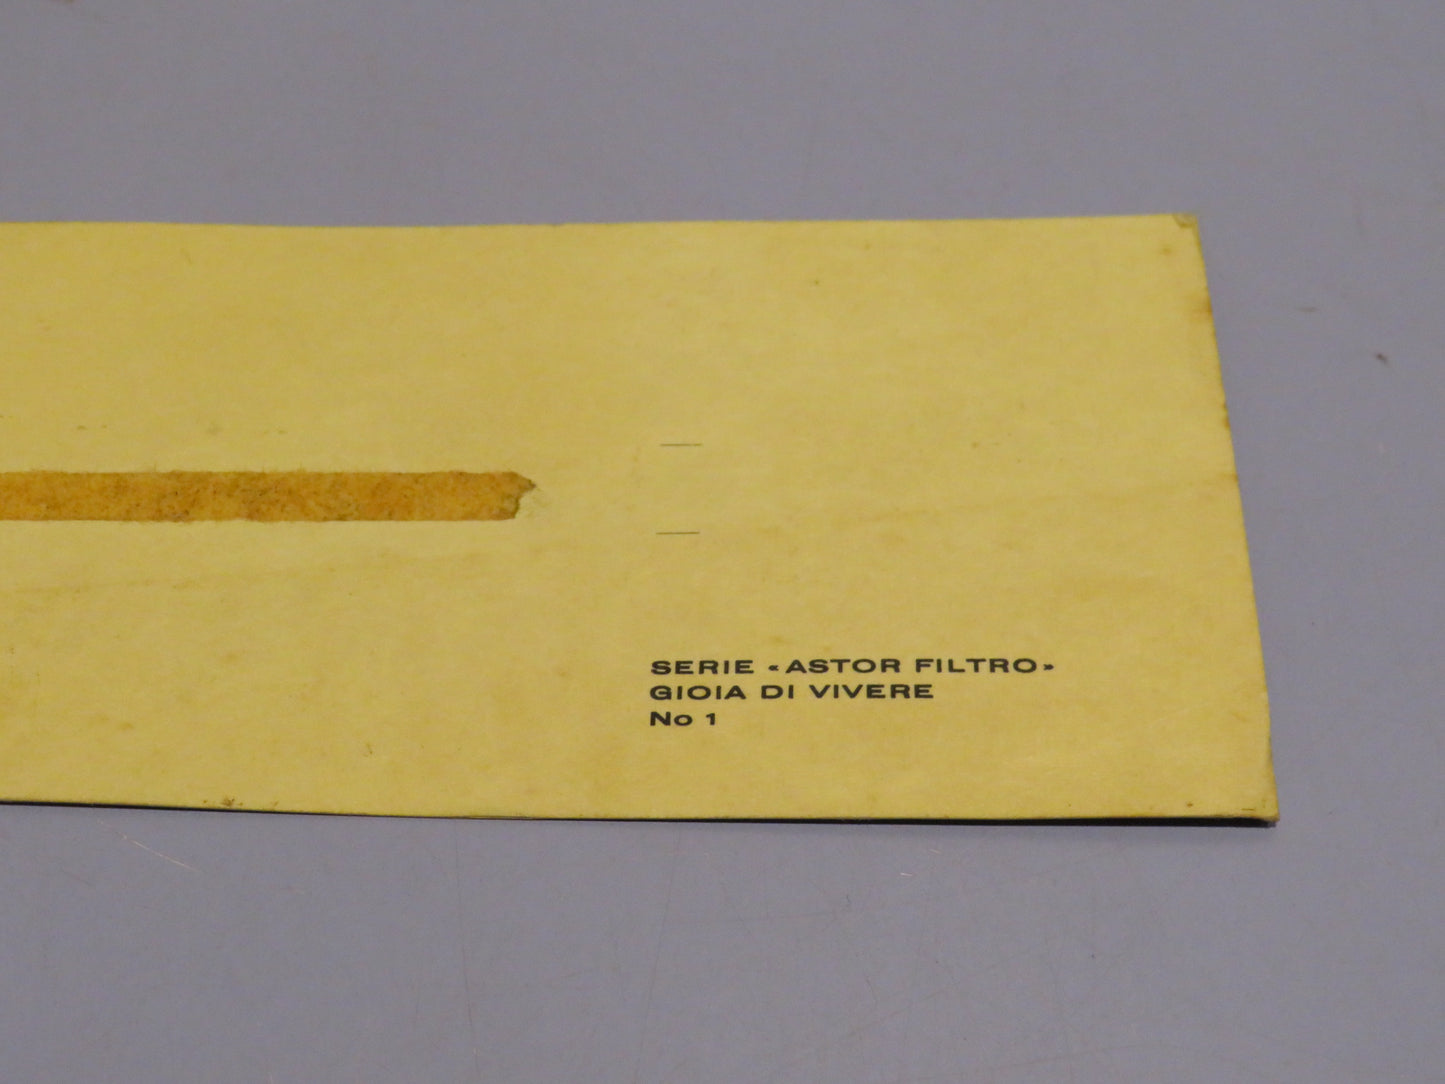 SERIE «ASTOR FILTRO»
GIOIA DI VIVERE
No 1